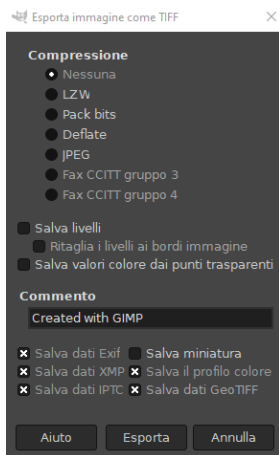 Esporta immagine come TIFF
Compressione
Nessuna
LZW
Pack bits
Deflate
JPEG
Fax CCITT gruppo 3
Fax CCITT gruppo 4
Salva livelli
Ritaglia i livelli ai bordi immagine
Salva valori colore dai punti trasparenti
Commento
Created with GIMP
Salva dati Exif Salva miniatura
Salva dati XMP Salva il profilo colore
Salva dati IPTC Salva dati GeoTIFF
Aiuto Esporta Annulla